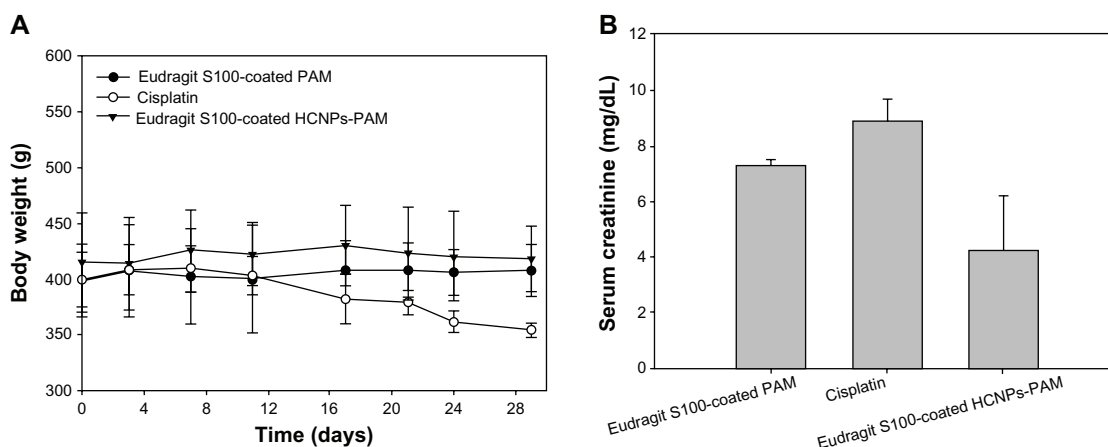 A
Body weight (g)
600
550
500
450
400
350
300
Eudragit S100-coated PAM
Cisplatin
Eudragit S100-coated HCNPs-PAM
0 4 8 12 16 20 24 28
Time (days)
B
Serum creatinine (mg/dL)
12
10
8
6
4
2
0
Eudragit S100-coated PAM
Cisplatin
Eudragit S100-coated HCNPs-PAM